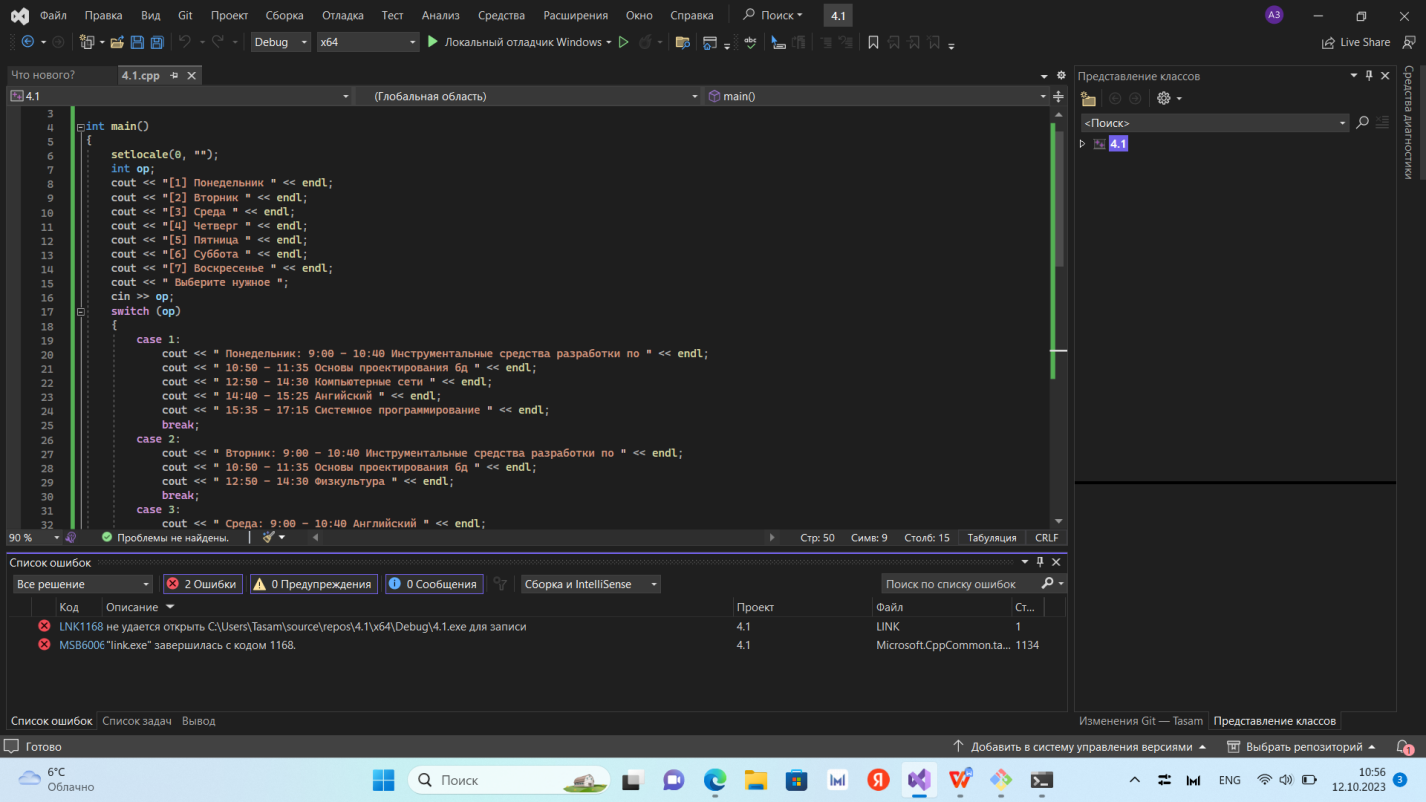 Файл Правка Вид Git Проект Сборка Отладка Тест Анализ Средства Расширения Окно Справка Поиск 4.1 АЗ
Debug x64 Локальный отладчик Windows Live Share
Что нового? 4.1.cpp
4.1 (Глобальная область) main()
3
4 int main()
5 {
6 setlocale(0, "");
7 int op;
8 cout << "[1] Понедельник " << endl;
9 cout << "[2] Вторник " << endl;
10 cout << "[3] Среда " << endl;
11 cout << "[4] Четверг " << endl;
12 cout << "[5] Пятница " << endl;
13 cout << "[6] Суббота " << endl;
14 cout << "[7] Воскресенье " << endl;
15 cout << " Выберите нужное ";
16 cin >> op;
17 switch (op)
18 {
19 case 1:
20 cout << " Понедельник: 9:00 - 10:40 Инструментальные средства разработки по " << endl;
21 cout << " 10:50 - 11:35 Основы проектирования бд " << endl;
22 cout << " 12:50 - 14:30 Компьютерные сети " << endl;
23 cout << " 14:40 - 15:25 Ангийский " << endl;
24 cout << " 15:35 - 17:15 Системное программирование " << endl;
25 break;
26 case 2:
27 cout << " Вторник: 9:00 - 10:40 Инструментальные средства разработки по " << endl;
28 cout << " 10:50 - 11:35 Основы проектирования бд " << endl;
29 cout << " 12:50 - 14:30 Физкультура " << endl;
30 break;
31 case 3:
32 cout << " Среда: 9:00 - 10:40 Английский " << endl;
90 % Проблемы не найдены. Стр: 50 Симв: 9 Столб: 15 Табуляция CRLF
Представление классов
<Поиск>
4.1
Средства диагностики
Список ошибок
Все решение 2 Ошибки 0 Предупреждения 0 Сообщения Сборка и IntelliSense Поиск по списку ошибок
Код Описание Проект Файл Ст...
LNK1168 не удается открыть C:\Users\Tasam\source\repos\4.1\x64\Debug\4.1.exe для записи 4.1 LINK 1
MSB6006 "link.exe" завершилась с кодом 1168. 4.1 Microsoft.CppCommon.ta... 1134
Список ошибок Список задач Вывод
Изменения Git — Tasam Представление классов
Готово Добавить в систему управления версиями Выбрать репозиторий 1
6°C
Облачно
Поиск
ENG
10:56
12.10.2023
3